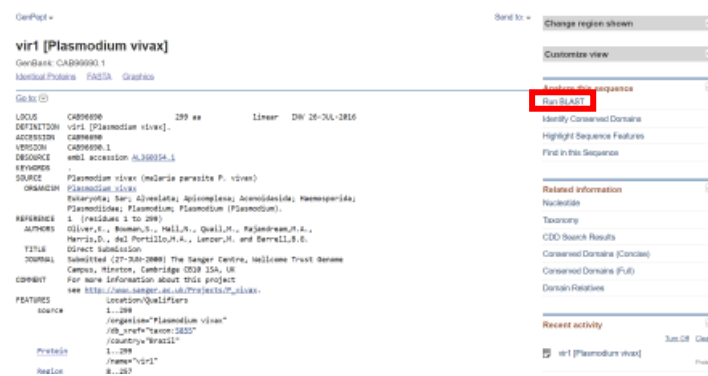 GenPept
Send to:
vir1 [Plasmodium vivax]
GenBank: CAB96690.1
Identical Proteins FASTA Graphics
Go to:
LOCUS CAB96690 299 aa linear INV 26-JUL-2016
DEFINITION vir1 [Plasmodium vivax].
ACCESSION CAB96690
VERSION CAB96690.1
DBSOURCE embl accession AL360354.1
KEYWORDS .
SOURCE Plasmodium vivax (malaria parasite P. vivax)
ORGANISM Plasmodium vivax
Eukaryota; Sar; Alveolata; Apicomplexa; Aconoidasida; Haemosporida;
Plasmodiidae; Plasmodium; Plasmodium (Plasmodium).
REFERENCE 1 (residues 1 to 299)
AUTHORS Oliver,K., Bowman,S., Hall,N., Quail,M., Rajandream,M.A.,
Harris,D., del Portillo,H.A., Lanzer,M. and Barrell,B.G.
TITLE Direct Submission
JOURNAL Submitted (27-JUN-2000) The Sanger Centre, Wellcome Trust Genome
Campus, Hinxton, Cambridge CB10 1SA, UK
COMMENT For more information about this project
see http://www.sanger.ac.uk/Projects/P_vivax.
FEATURES Location/Qualifiers
source 1..299
/organism="Plasmodium vivax"
/db_xref="taxon:5855"
/country="Brazil"
Protein 1..299
/name="vir1"
Region 8..257
Change region shown
Customize view
Analyze this sequence
Run BLAST
Identify Conserved Domains
Highlight Sequence Features
Find in this Sequence
Related information
Nucleotide
Taxonomy
CDD Search Results
Conserved Domains (Concise)
Conserved Domains (Full)
Domain Relatives
Recent activity
Turn Off
vir1 [Plasmodium vivax]